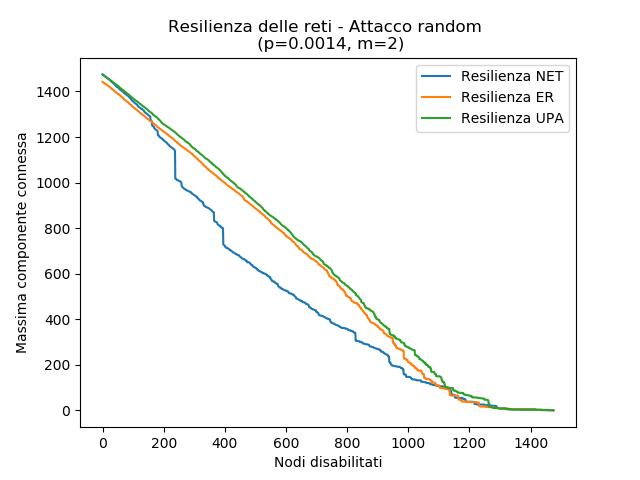 Resilienza delle reti - Attacco random
(p=0.0014, m=2)
Resilienza NET
Resilienza ER
Resilienza UPA
Massima componente connessa
1400
1200
1000
800
600
400
200
0
0 200 400 600 800 1000 1200 1400
Nodi disabilitati